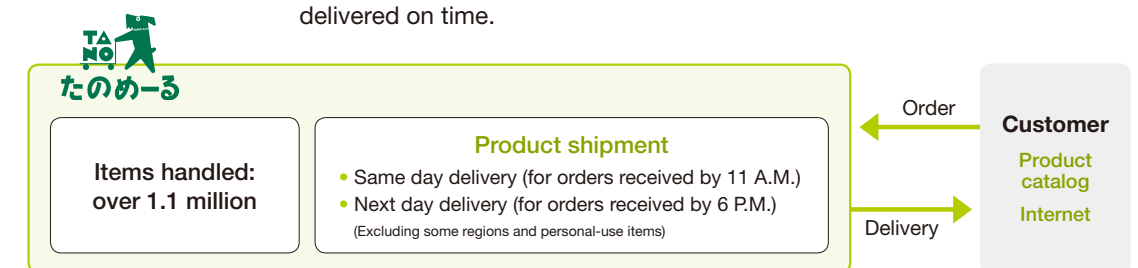 delivered on time.
TA
NO
たのめーる
Items handled:
over 1.1 million
Product shipment
• Same day delivery (for orders received by 11 A.M.)
• Next day delivery (for orders received by 6 P.M.)
(Excluding some regions and personal-use items)
Order
Delivery
Customer
Product
catalog
Internet